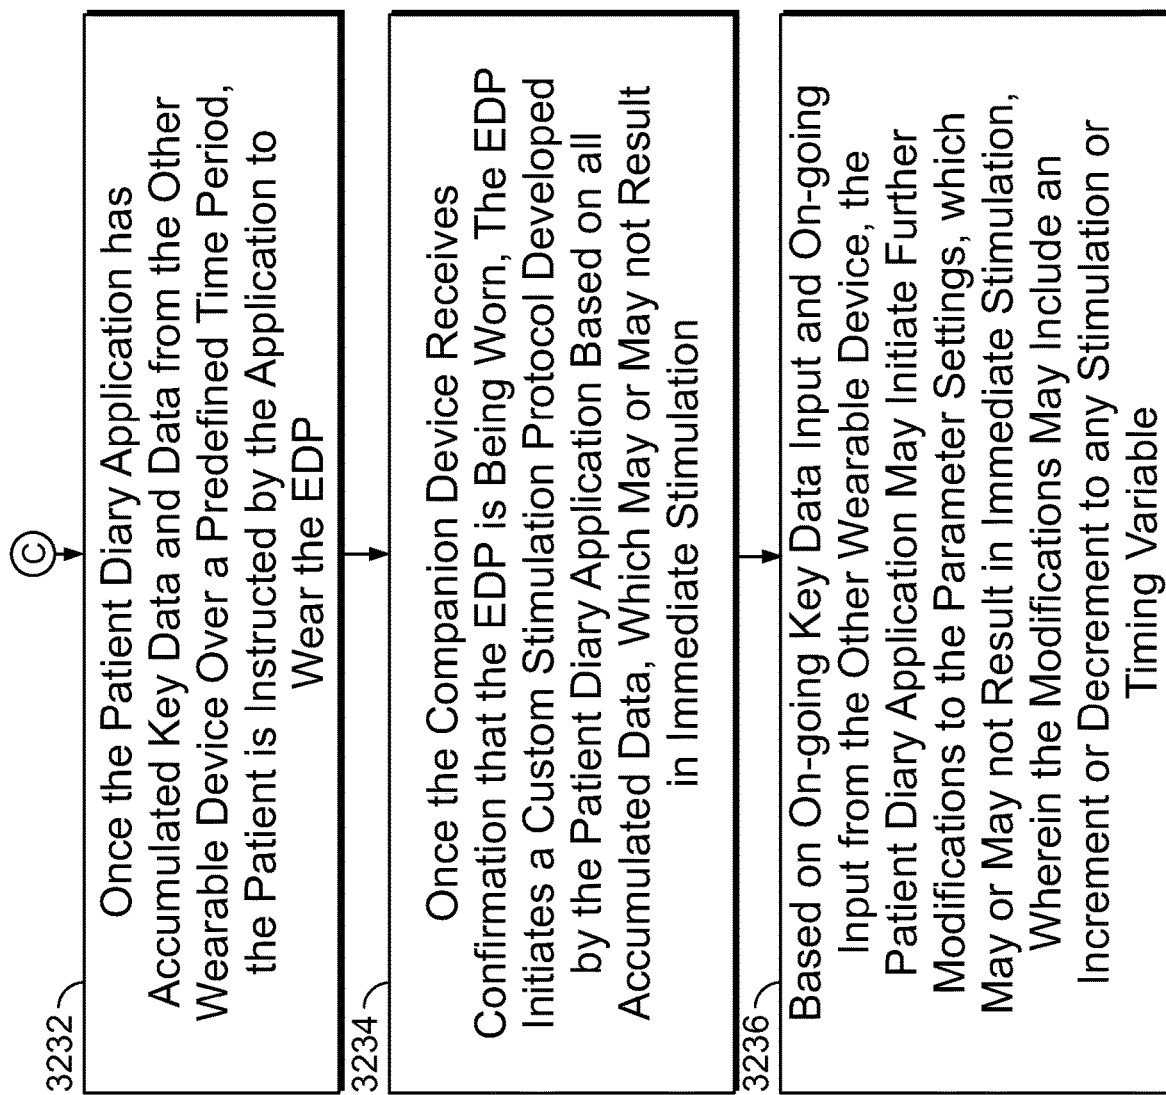 C
3232
Once the Patient Diary Application has
Accumulated Key Data and Data from the Other
Wearable Device Over a Predefined Time Period,
the Patient is Instructed by the Application to
Wear the EDP
3234
Once the Companion Device Receives
Confirmation that the EDP is Being Worn, The EDP
Initiates a Custom Stimulation Protocol Developed
by the Patient Diary Application Based on all
Accumulated Data, Which May or May not Result
in Immediate Stimulation
3236
Based on On-going Key Data Input and On-going
Input from the Other Wearable Device, the
Patient Diary Application May Initiate Further
Modifications to the Parameter Settings, which
May or May not Result in Immediate Stimulation,
Wherein the Modifications May Include an
Increment or Decrement to any Stimulation or
Timing Variable